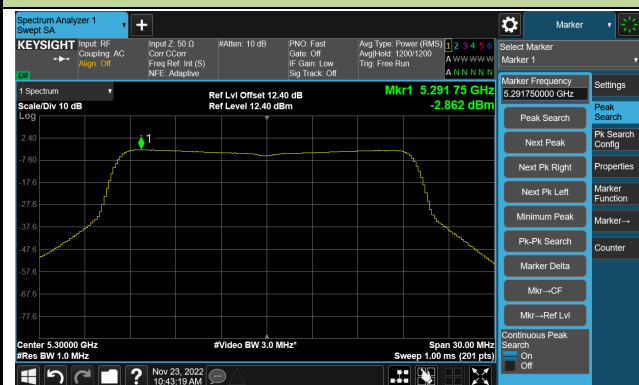 Spectrum Analyzer 1
Swept SA
+
Marker
KEYSIGHT
Input: RF
Coupling: AC
Align: Off
Input Z: 50 Ω
Corr CCorr
Freq Ref: Int (S)
NFE: Adaptive
#Atten: 10 dB
PNO: Fast
Gate: Off
IF Gain: Low
Sig Track: Off
Avg Type: Power (RMS)
Avg|Hold: 1200/1200
Trig: Free Run
1 2 3 4 5 6
A W W W W W
A N N N N N
LXI
Select Marker
Marker 1
1 Spectrum
Scale/Div 10 dB
Log
Ref Lvl Offset 12.40 dB
Ref Level 12.40 dBm
Mkr1 5.291 75 GHz
-2.862 dBm
1
2.40
-7.60
-17.6
-27.6
-37.6
-47.6
-57.6
-67.6
-77.6
Center 5.30000 GHz
#Res BW 1.0 MHz
#Video BW 3.0 MHz*
Span 30.00 MHz
Sweep 1.00 ms (201 pts)
Marker Frequency
5.291750000 GHz
Peak Search
Next Peak
Next Pk Right
Next Pk Left
Minimum Peak
Pk-Pk Search
Marker Delta
Mkr→CF
Mkr→Ref Lvl
Continuous Peak
Search
On
Off
Settings
Peak
Search
Pk Search
Config
Properties
Marker
Function
Marker→
Counter
?
Nov 23, 2022
10:43:19 AM